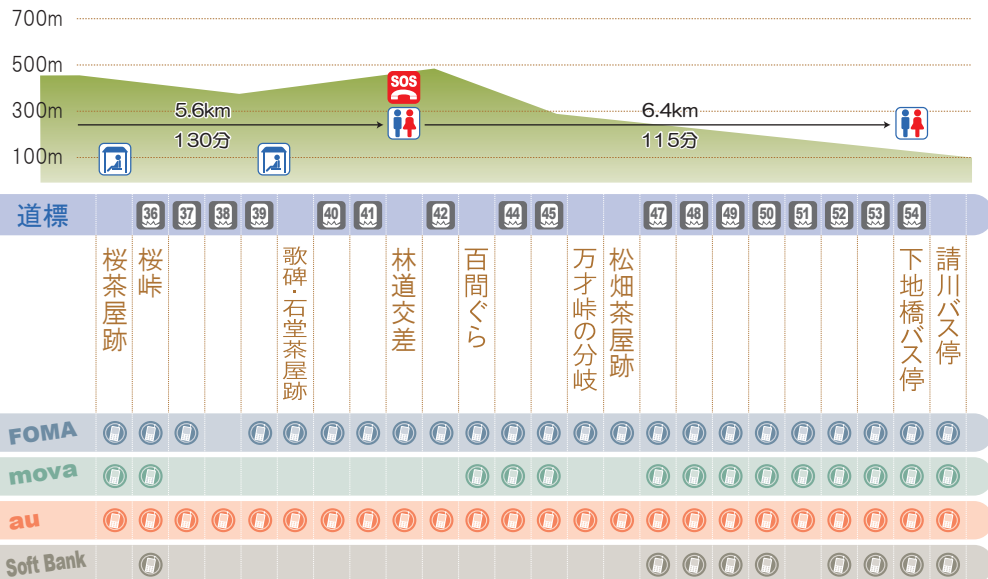 700m
500m
300m
100m
SOS
5.6km
130分
6.4km
115分
道標
36 37 38 39 40 41 42 44 45 47 48 49 50 51 52 53 54
桜茶屋跡
桜峠
歌碑・石堂茶屋跡
林道交差
百間ぐら
万才峠の分岐
松畑茶屋跡
下地橋バス停
請川バス停
FOMA
mova
au
Soft Bank